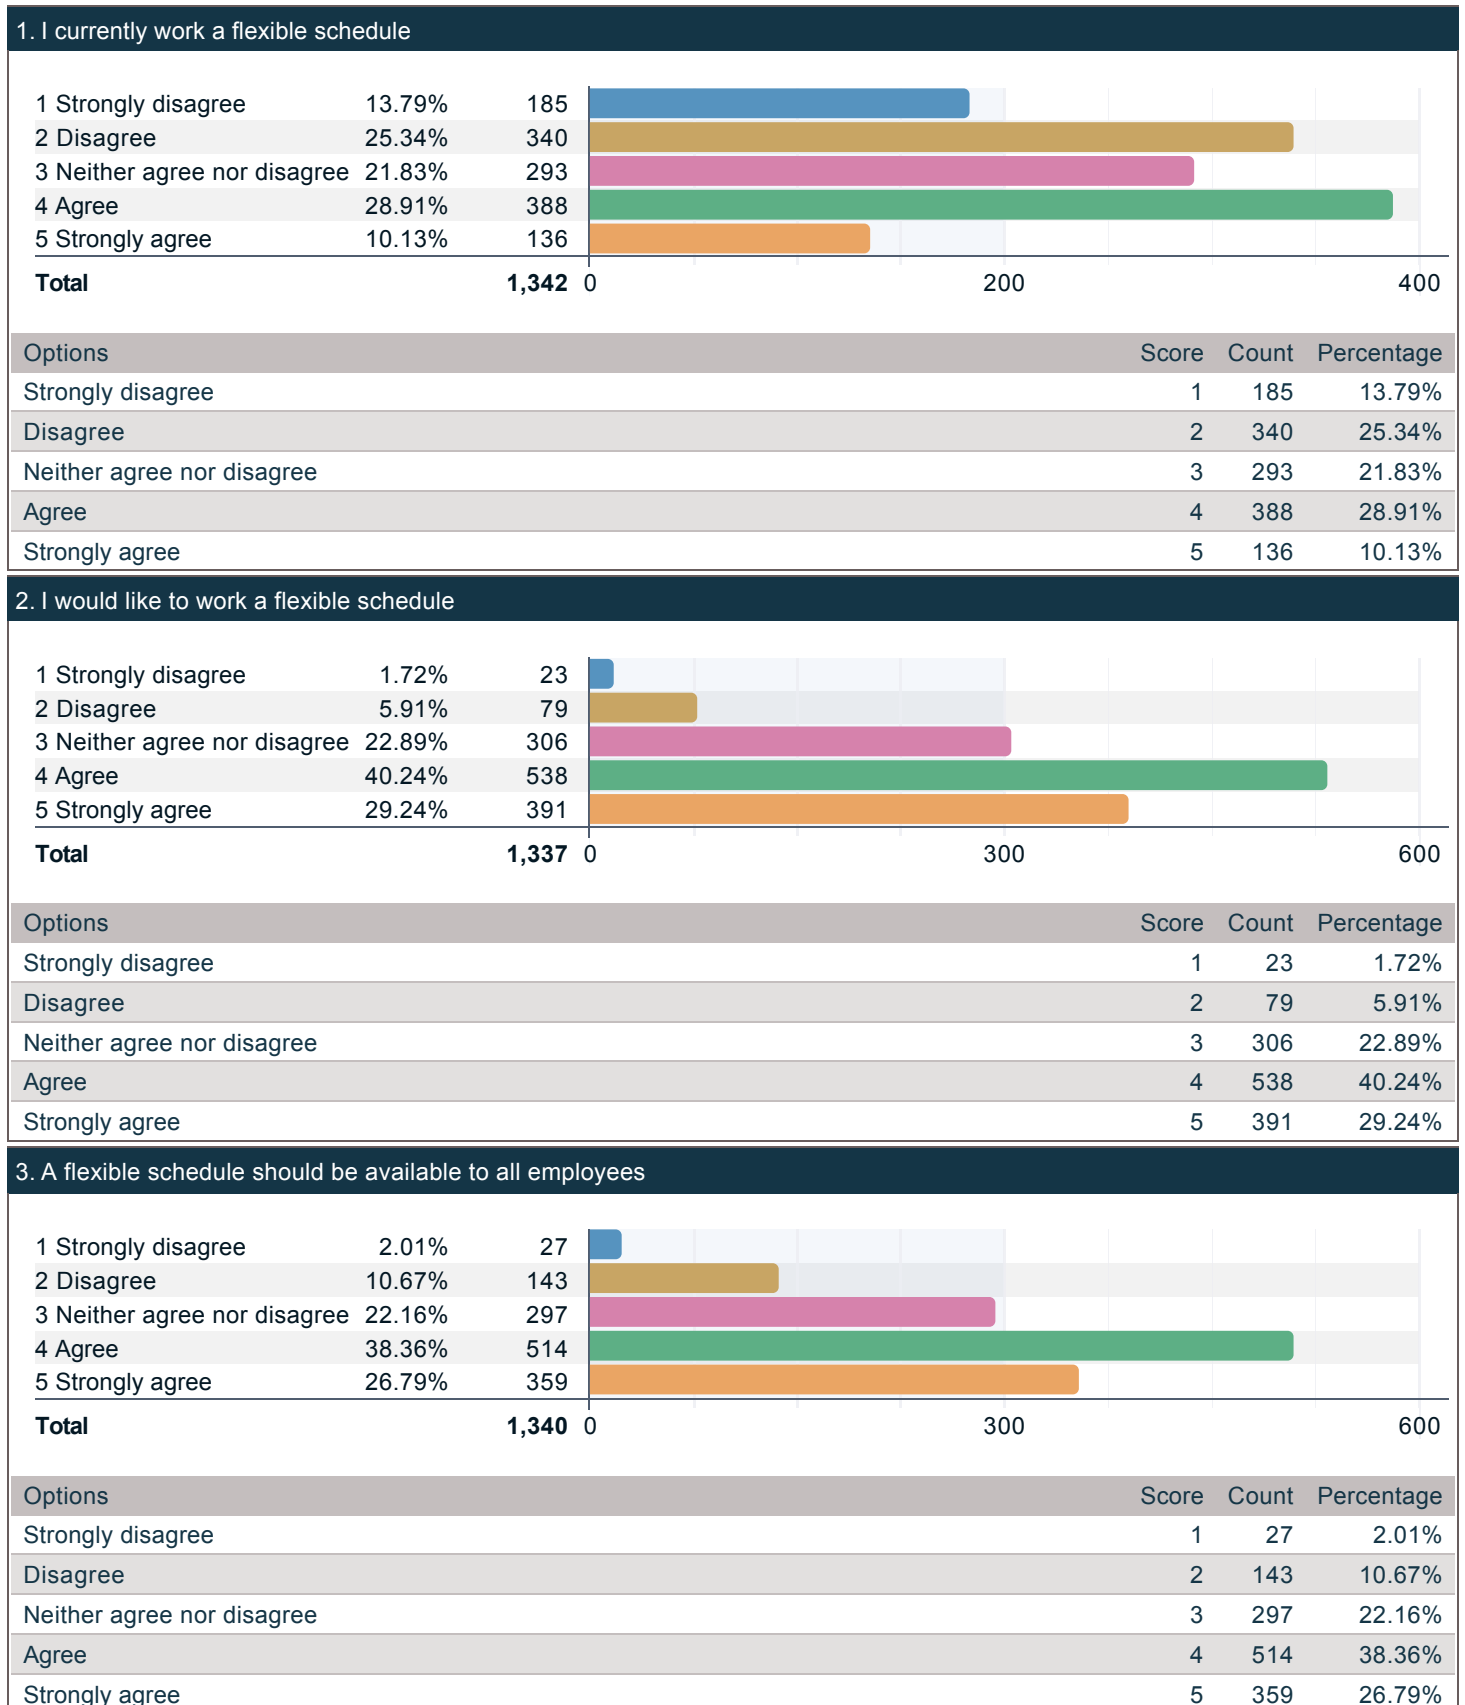 1. I currently work a flexible schedule
1 Strongly disagree 13.79% 185
2 Disagree 25.34% 340
3 Neither agree nor disagree 21.83% 293
4 Agree 28.91% 388
5 Strongly agree 10.13% 136
Total 1,342 0 200 400
Options Score Count Percentage
Strongly disagree 1 185 13.79%
Disagree 2 340 25.34%
Neither agree nor disagree 3 293 21.83%
Agree 4 388 28.91%
Strongly agree 5 136 10.13%
2. I would like to work a flexible schedule
1 Strongly disagree 1.72% 23
2 Disagree 5.91% 79
3 Neither agree nor disagree 22.89% 306
4 Agree 40.24% 538
5 Strongly agree 29.24% 391
Total 1,337 0 300 600
Options Score Count Percentage
Strongly disagree 1 23 1.72%
Disagree 2 79 5.91%
Neither agree nor disagree 3 306 22.89%
Agree 4 538 40.24%
Strongly agree 5 391 29.24%
3. A flexible schedule should be available to all employees
1 Strongly disagree 2.01% 27
2 Disagree 10.67% 143
3 Neither agree nor disagree 22.16% 297
4 Agree 38.36% 514
5 Strongly agree 26.79% 359
Total 1,340 0 300 600
Options Score Count Percentage
Strongly disagree 1 27 2.01%
Disagree 2 143 10.67%
Neither agree nor disagree 3 297 22.16%
Agree 4 514 38.36%
Strongly agree 5 359 26.79%